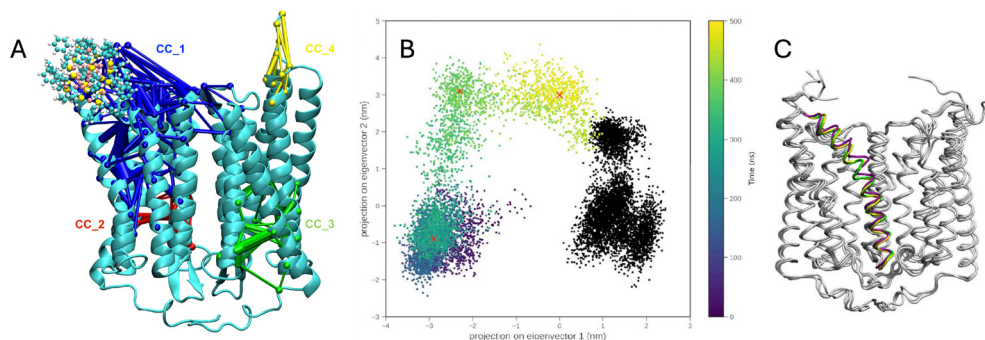 A
CC_1
CC_4
CC_2
CC_3
B
projection on eigenvector 2 (nm)
5
4
3
2
1
0
−1
−2
−3
−4
−3
−2
−1
0
1
2
3
projection on eigenvector 1 (nm)
500
400
300
200
100
0
Time (ns)
C